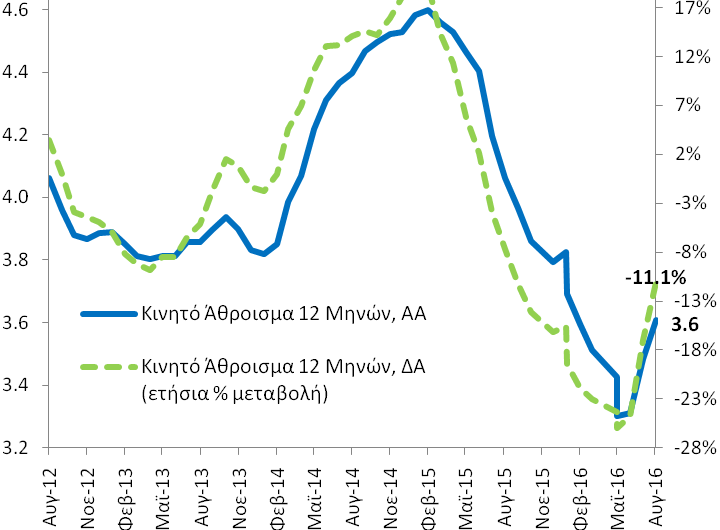 4.6
4.4
4.2
4.0
3.8
3.6
3.4
3.2
17%
12%
7%
2%
-3%
-8%
-13%
-18%
-23%
-28%
-11.1%
3.6
Κινητό Άθροισμα 12 Μηνών, ΑΑ
Κινητό Άθροισμα 12 Μηνών, ΔΑ
(ετήσια % μεταβολή)
Αυγ-12
Νοε-12
Φεβ-13
Μαϊ-13
Αυγ-13
Νοε-13
Φεβ-14
Μαϊ-14
Αυγ-14
Νοε-14
Φεβ-15
Μαϊ-15
Αυγ-15
Νοε-15
Φεβ-16
Μαϊ-16
Αυγ-16